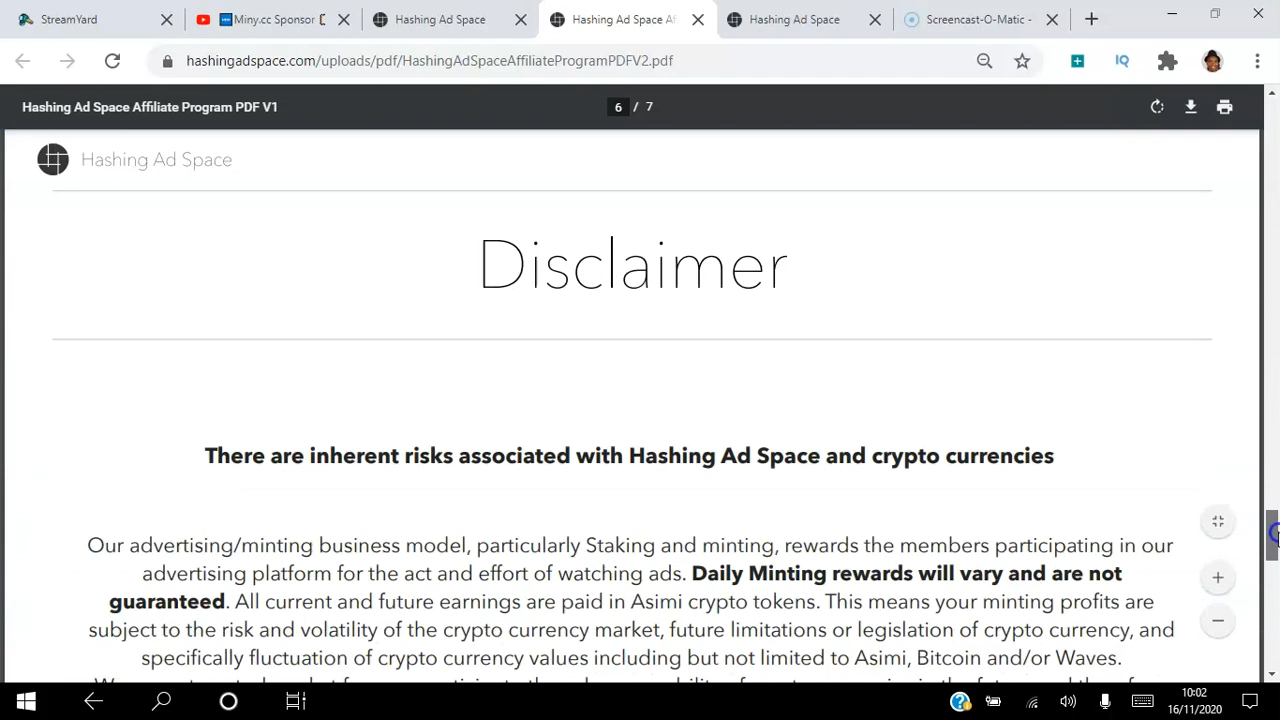 StreamYard
Miny.cc Sponsor
Hashing Ad Space
Hashing Ad Space Af
Hashing Ad Space
Screencast-O-Matic -
hashingadspace.com/uploads/pdf/HashingAdSpaceAffiliateProgramPDFV2.pdf
IQ
Hashing Ad Space Affiliate Program PDF V1
6 / 7
Hashing Ad Space
Disclaimer
There are inherent risks associated with Hashing Ad Space and crypto currencies
Our advertising/minting business model, particularly Staking and minting, rewards the members participating in our
advertising platform for the act and effort of watching ads. Daily Minting rewards will vary and are not
guaranteed. All current and future earnings are paid in Asimi crypto tokens. This means your minting profits are
subject to the risk and volatility of the crypto currency market, future limitations or legislation of crypto currency, and
specifically fluctuation of crypto currency values including but not limited to Asimi, Bitcoin and/or Waves.
10:02
16/11/2020